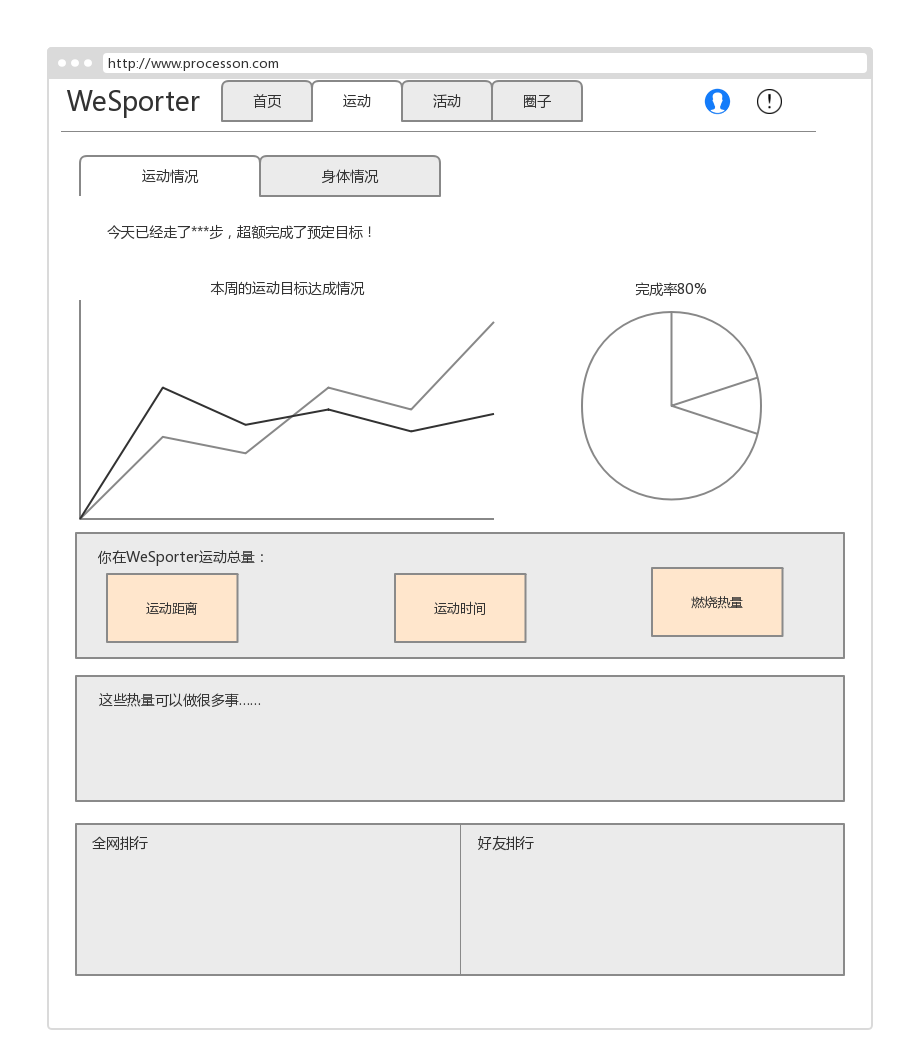 http://www.processon.com
WeSporter
首页
运动
活动
圈子
运动情况
身体情况
今天已经走了***步，超额完成了预定目标！
本周的运动目标达成情况
完成率80%
你在WeSporter运动总量：
运动距离
运动时间
燃烧热量
这些热量可以做很多事……
全网排行
好友排行